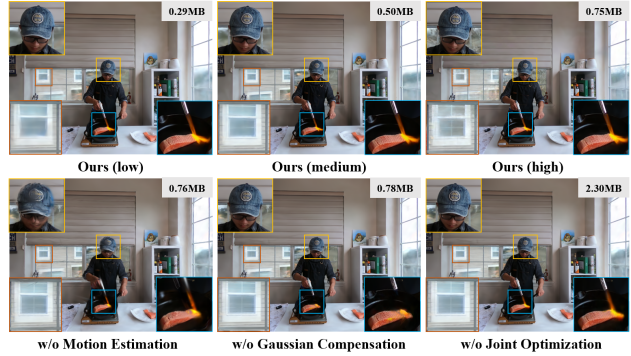 0.29MB 0.50MB 0.75MB
Ours (low) Ours (medium) Ours (high)
0.76MB 0.78MB 2.30MB
w/o Motion Estimation w/o Gaussian Compensation w/o Joint Optimization